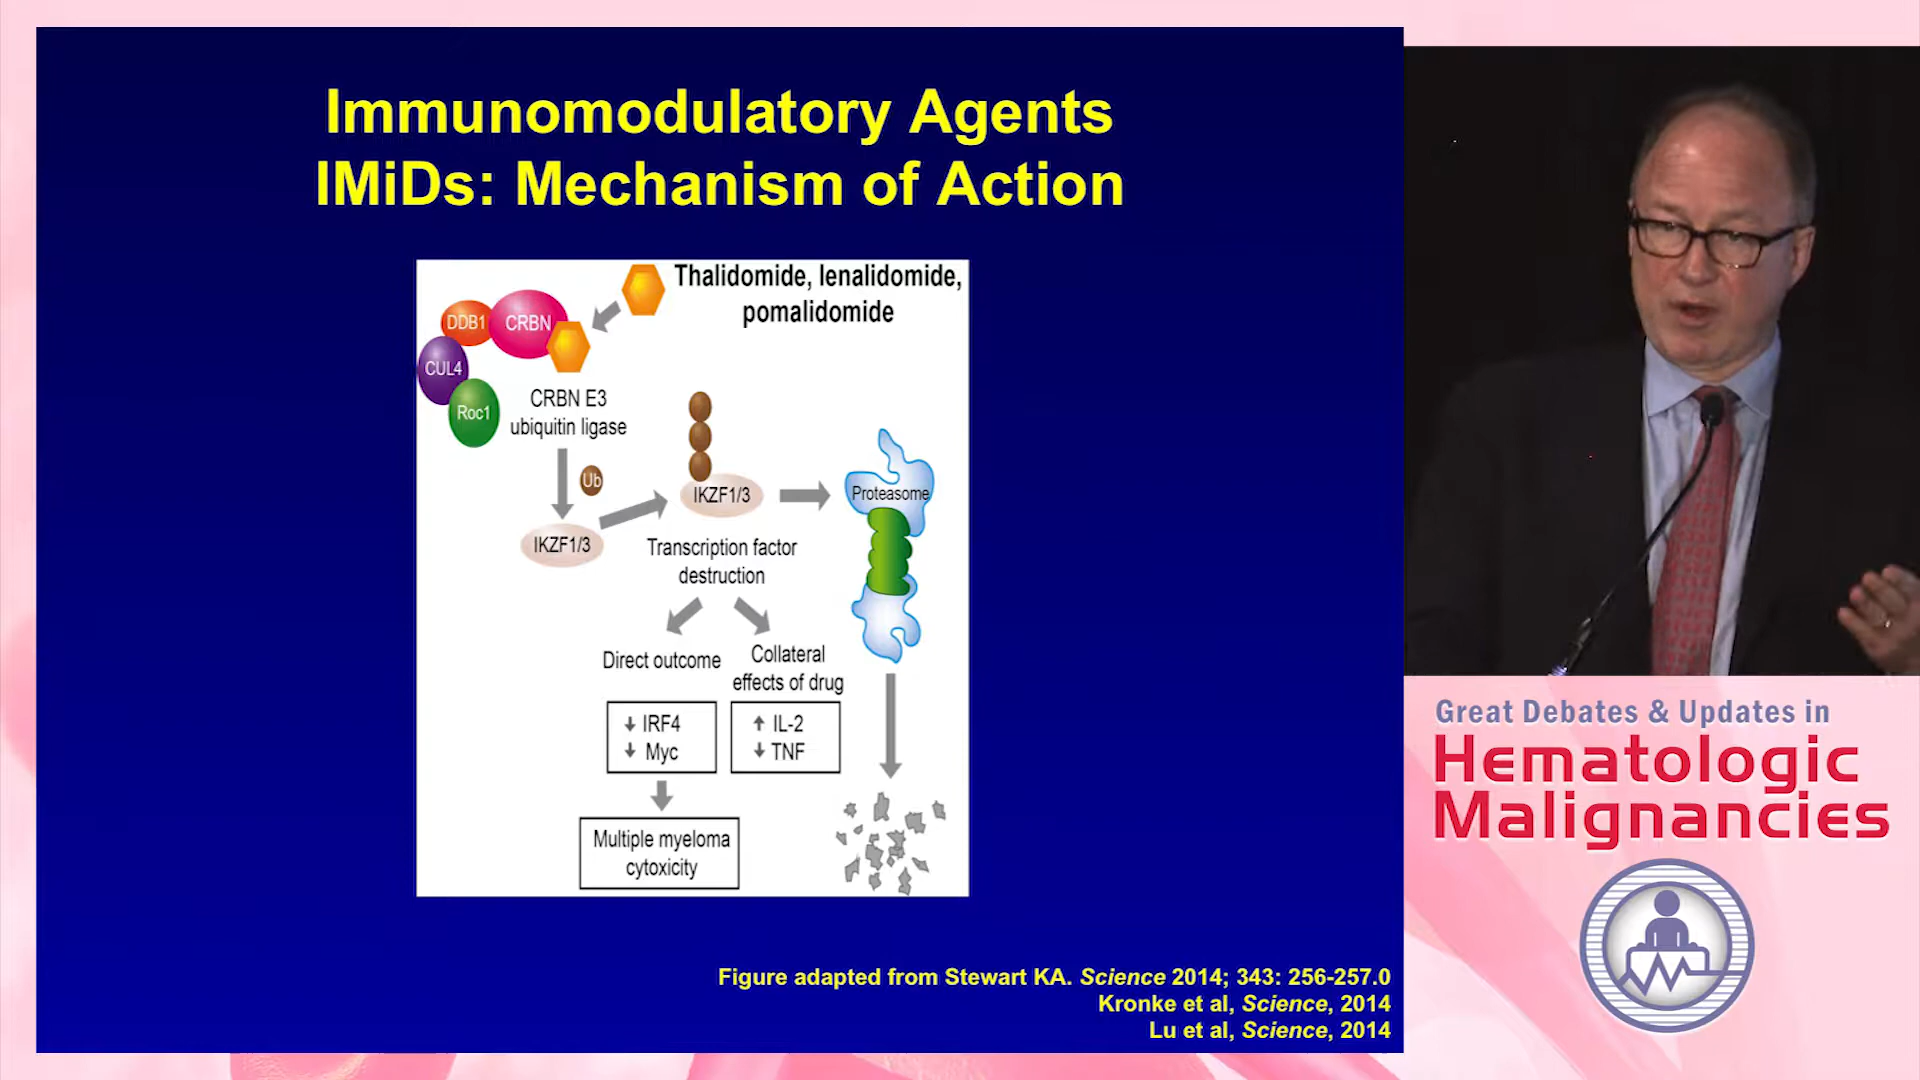 Immunomodulatory Agents
IMiDs: Mechanism of Action
Thalidomide, lenalidomide,
pomalidomide
DDB1
CRBN
CUL4
Roc1
CRBN E3
ubiquitin ligase
Ub
IKZF1/3
IKZF1/3
Proteasome
Transcription factor
destruction
Direct outcome
Collateral
effects of drug
↓ IRF4
↓ Myc
↑ IL-2
↓ TNF
Multiple myeloma
cytoxicity
Figure adapted from Stewart KA. Science 2014; 343: 256-257.0
Kronke et al, Science, 2014
Lu et al, Science, 2014
Great Debates & Updates in
Hematologic
Malignancies